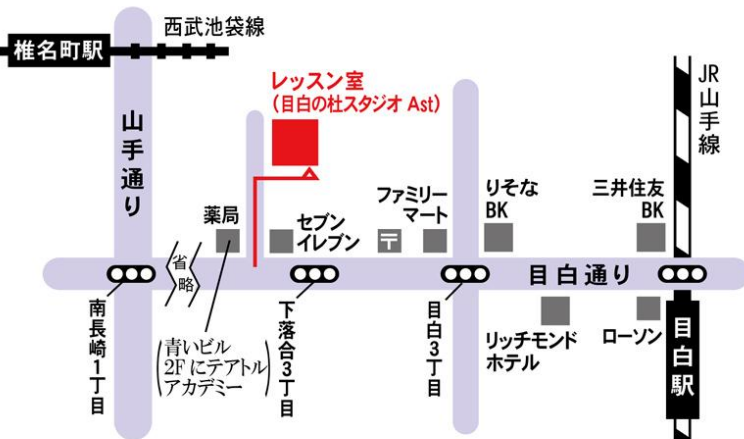 西武池袋線
椎名町駅
レッスン室
(目白の杜スタジオ Ast)
JR山手線
山手通り
薬局
セブン
イレブン
〒
ファミリー
マート
りそな
BK
三井住友
BK
省略
目白通り
南長崎1丁目
青いビル
2Fにテアトル
アカデミー
下落合3丁目
目白3丁目
リッチモンド
ホテル
ローソン
目白駅